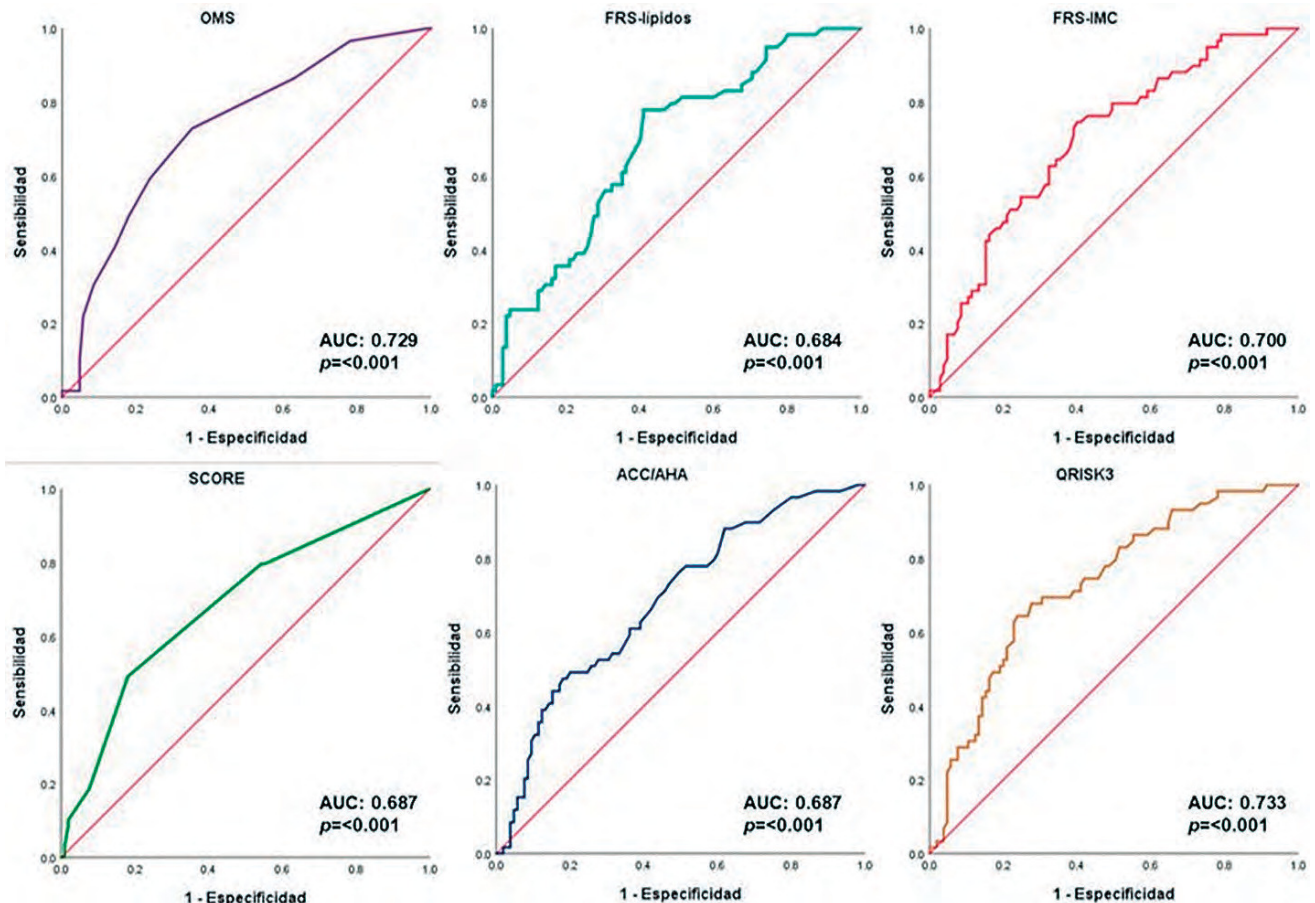 OMS
1.0
0.8
0.6
0.4
0.2
0.0
Sensibilidad
0.0 0.2 0.4 0.6 0.8 1.0
1 - Especificidad
AUC: 0.729
p=<0.001
FRS-lípidos
1.0
0.8
0.6
0.4
0.2
0.0
Sensibilidad
0.0 0.2 0.4 0.6 0.8 1.0
1 - Especificidad
AUC: 0.684
p=<0.001
FRS-IMC
1.0
0.8
0.6
0.4
0.2
0.0
Sensibilidad
0.0 0.2 0.4 0.6 0.8 1.0
1 - Especificidad
AUC: 0.700
p=<0.001
SCORE
1.0
0.8
0.6
0.4
0.2
0.0
Sensibilidad
0.0 0.2 0.4 0.6 0.8 1.0
1 - Especificidad
AUC: 0.687
p=<0.001
ACC/AHA
1.0
0.8
0.6
0.4
0.2
0.0
Sensibilidad
0.0 0.2 0.4 0.6 0.8 1.0
1 - Especificidad
AUC: 0.687
p=<0.001
QRISK3
1.0
0.8
0.6
0.4
0.2
0.0
Sensibilidad
0.0 0.2 0.4 0.6 0.8 1.0
1 - Especificidad
AUC: 0.733
p=<0.001